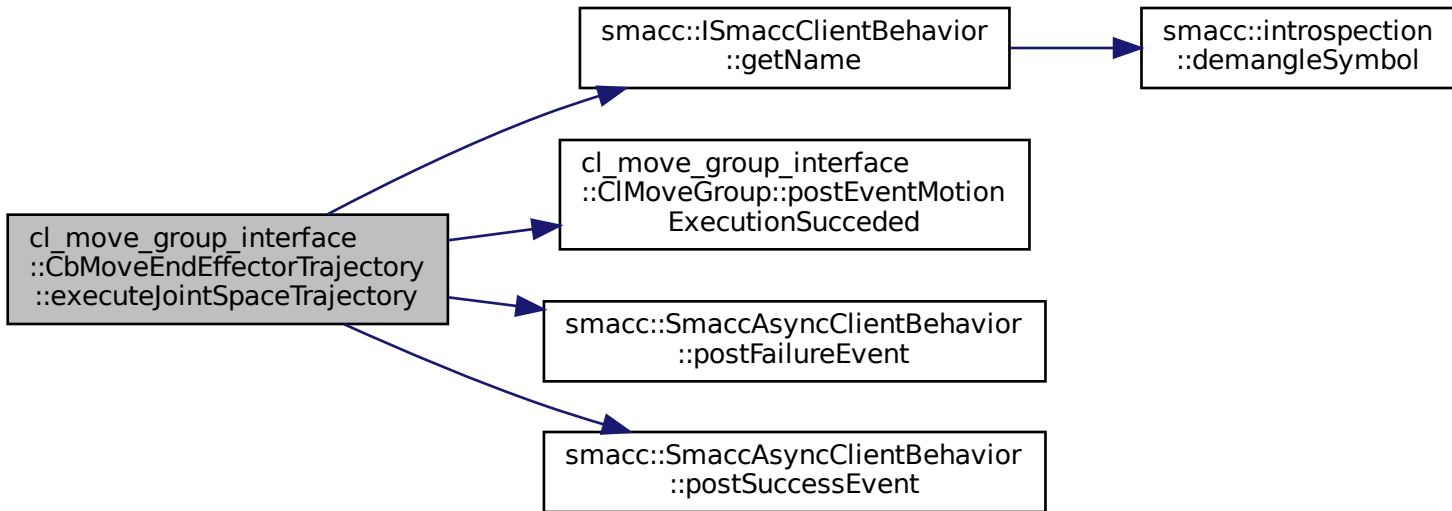 smacc::ISmaccClientBehavior
::getName
smacc::introspection
::demangleSymbol
cl_move_group_interface
::ClMoveGroup::postEventMotion
ExecutionSucceded
cl_move_group_interface
::CbMoveEndEffectorTrajectory
::executeJointSpaceTrajectory
smacc::SmaccAsyncClientBehavior
::postFailureEvent
smacc::SmaccAsyncClientBehavior
::postSuccessEvent